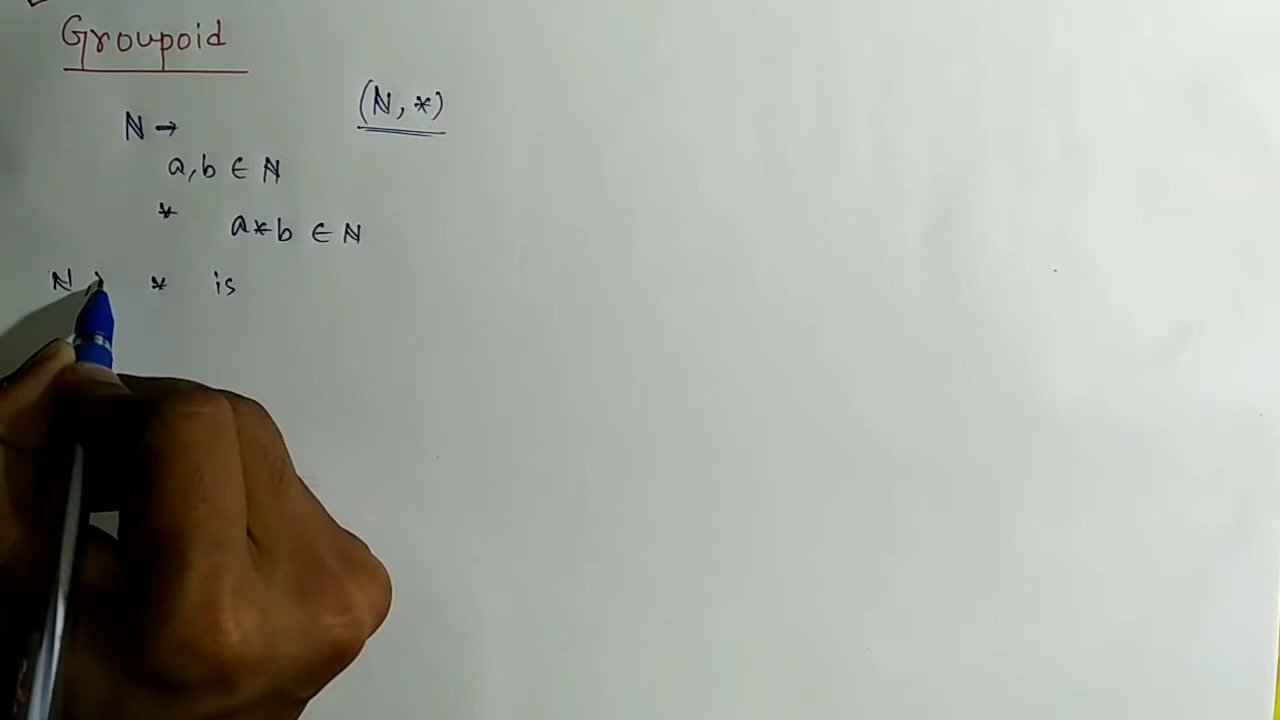 Groupoid
(ℕ, *)
ℕ →
a, b ∈ ℕ
* a*b ∈ ℕ
ℕ * is